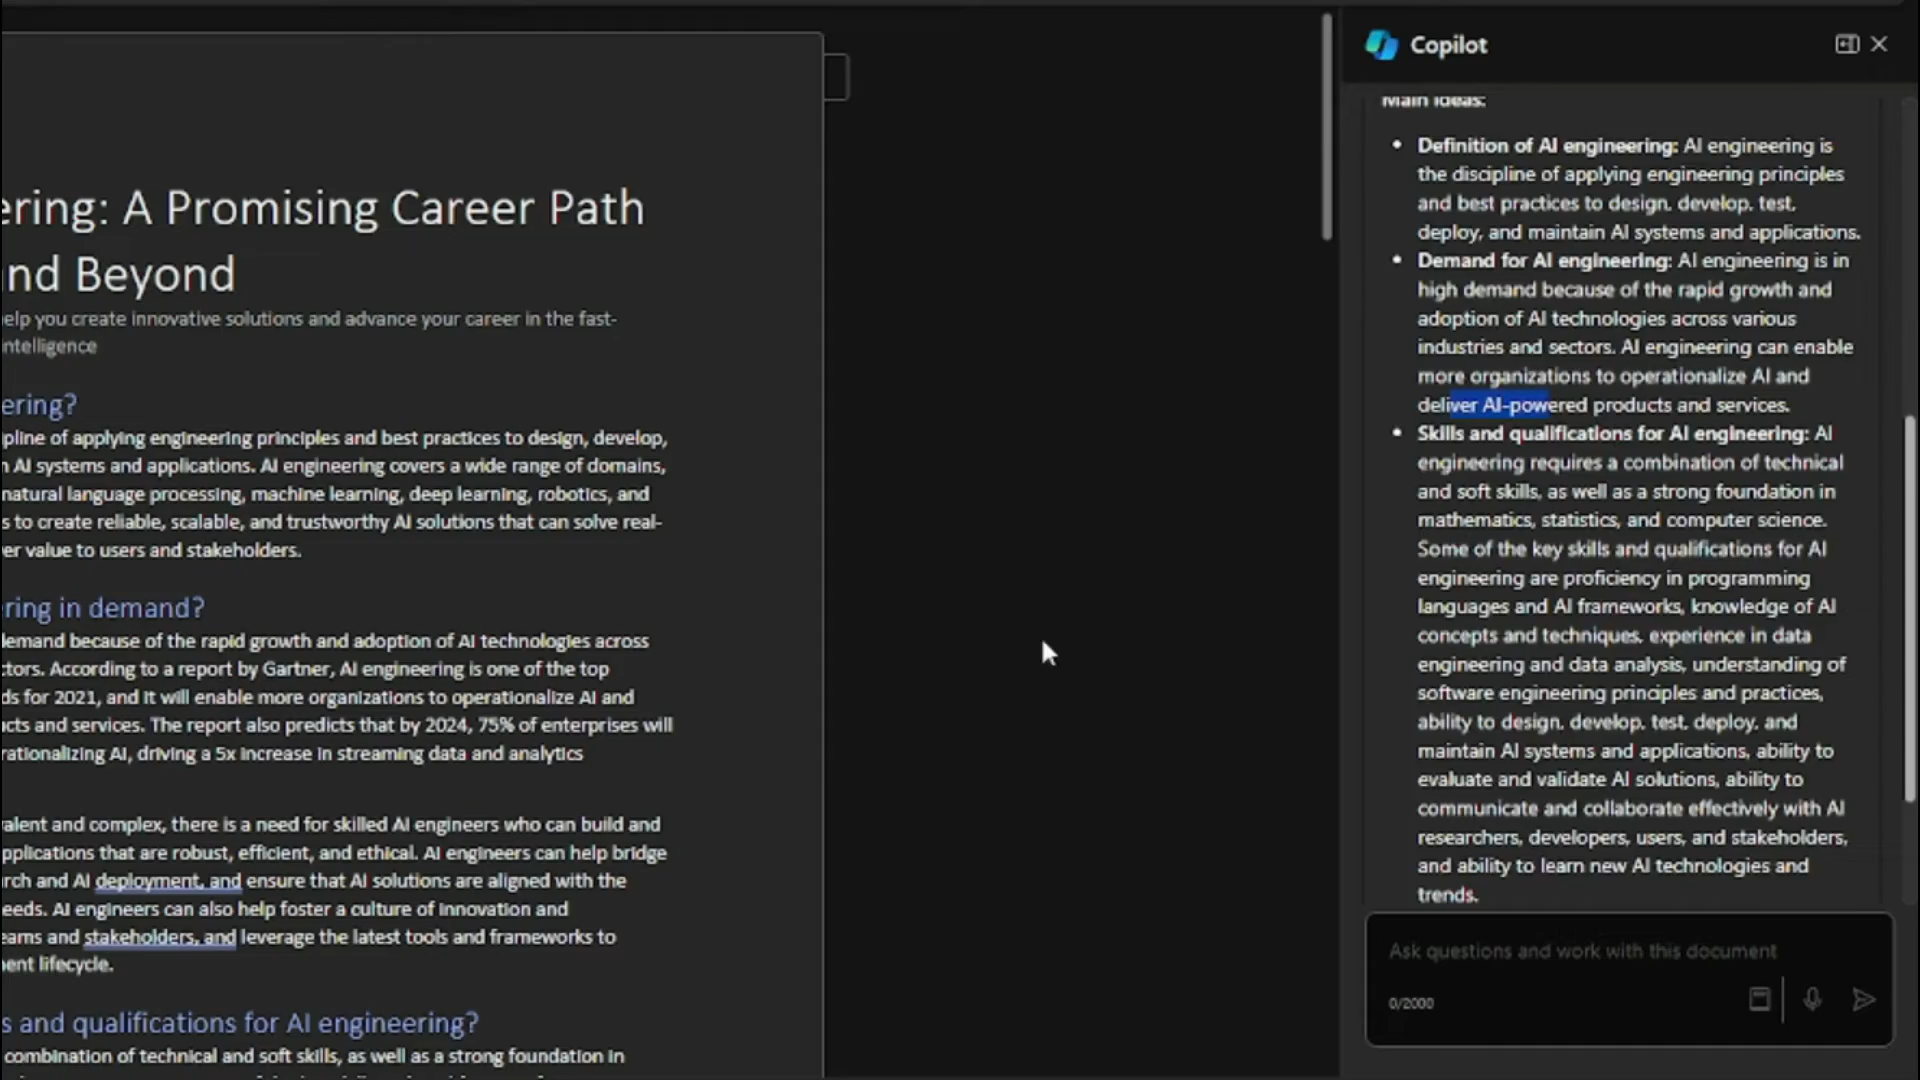 ering: A Promising Career Path
nd Beyond
elp you create innovative solutions and advance your career in the fast-
ntelligence
ering?
pline of applying engineering principles and best practices to design, develop,
n AI systems and applications. AI engineering covers a wide range of domains,
natural language processing, machine learning, deep learning, robotics, and
s to create reliable, scalable, and trustworthy AI solutions that can solve real-
er value to users and stakeholders.
ring in demand?
demand because of the rapid growth and adoption of AI technologies across
ctors. According to a report by Gartner, AI engineering is one of the top
ds for 2021, and it will enable more organizations to operationalize AI and
ucts and services. The report also predicts that by 2024, 75% of enterprises will
rationalizing AI, driving a 5x increase in streaming data and analytics
alent and complex, there is a need for skilled AI engineers who can build and
pplications that are robust, efficient, and ethical. AI engineers can help bridge
rch and AI deployment, and ensure that AI solutions are aligned with the
eeds. AI engineers can also help foster a culture of innovation and
eams and stakeholders, and leverage the latest tools and frameworks to
ent lifecycle.
s and qualifications for AI engineering?
combination of technical and soft skills, as well as a strong foundation in
Copilot
Main ideas:
• Definition of AI engineering: AI engineering is
the discipline of applying engineering principles
and best practices to design, develop, test,
deploy, and maintain AI systems and applications.
• Demand for AI engineering: AI engineering is in
high demand because of the rapid growth and
adoption of AI technologies across various
industries and sectors. AI engineering can enable
more organizations to operationalize AI and
deliver AI-powered products and services.
• Skills and qualifications for AI engineering: AI
engineering requires a combination of technical
and soft skills, as well as a strong foundation in
mathematics, statistics, and computer science.
Some of the key skills and qualifications for AI
engineering are proficiency in programming
languages and AI frameworks, knowledge of AI
concepts and techniques, experience in data
engineering and data analysis, understanding of
software engineering principles and practices,
ability to design, develop, test, deploy, and
maintain AI systems and applications, ability to
evaluate and validate AI solutions, ability to
communicate and collaborate effectively with AI
researchers, developers, users, and stakeholders,
and ability to learn new AI technologies and
trends.
Ask questions and work with this document
0/2000